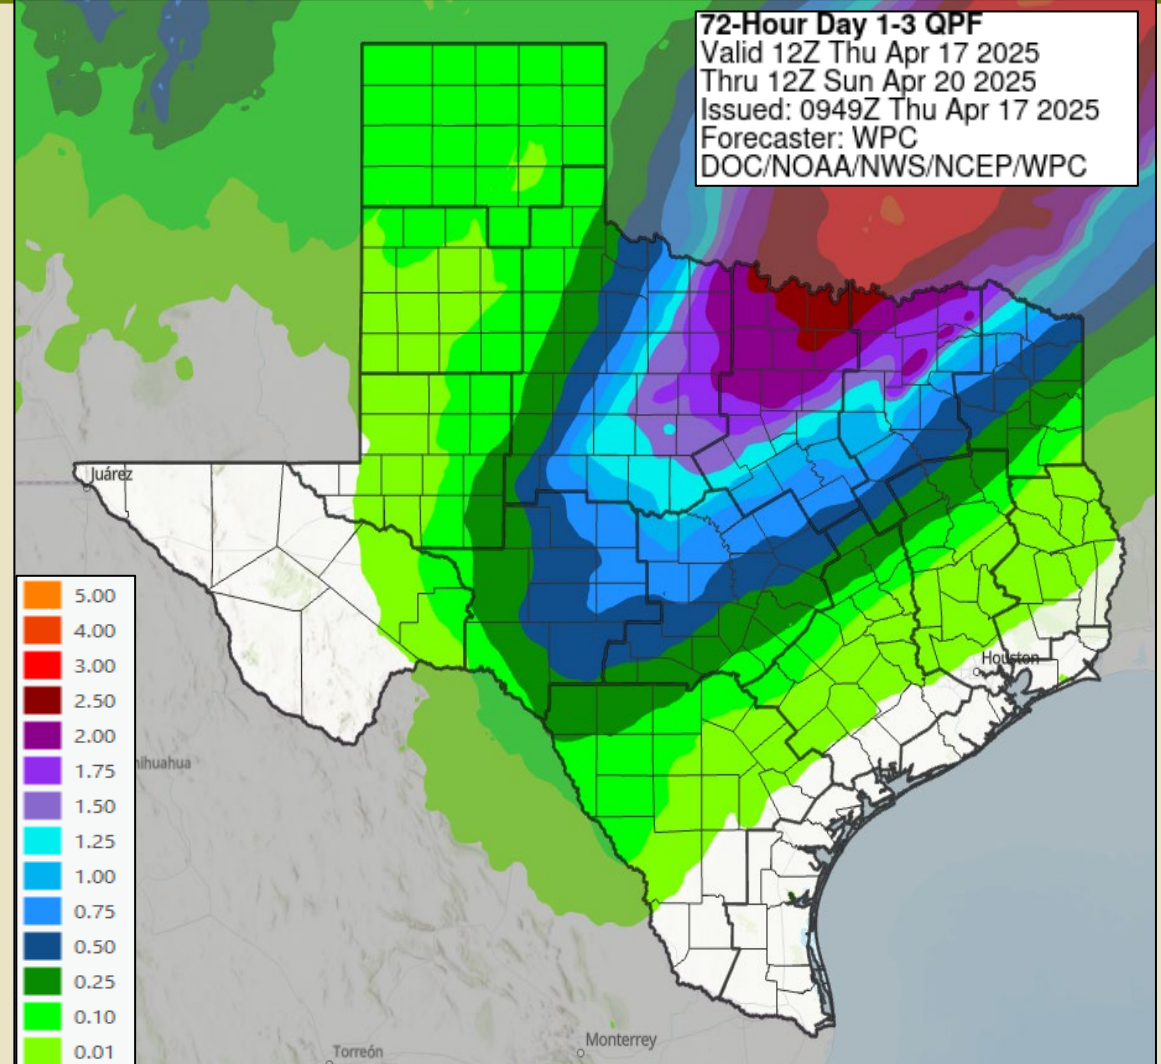 72-Hour Day 1-3 QPF
Valid 12Z Thu Apr 17 2025
Thru 12Z Sun Apr 20 2025
Issued: 0949Z Thu Apr 17 2025
Forecaster: WPC
DOC/NOAA/NWS/NCEP/WPC
Juárez
5.00
4.00
3.00
2.50
2.00
1.75
1.50
1.25
1.00
0.75
0.50
0.25
0.10
0.01
Houston
hihuahua
Monterrey
Torreón